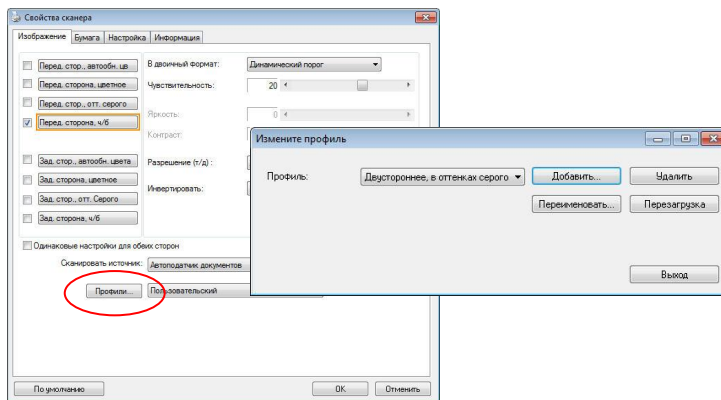 Свойства сканера
Изображение Бумага Настройка Информация
Перед. стор., автообн. цв
В двоичный формат: Динамический порог
Перед. сторона, цветное
Чувствительность: 20
Перед. стор., отт. серого
Яркость: 0
Перед. сторона, ч/б
Контраст:
Зад. стор., автообн. цвета
Разрешение (т/д) :
Зад. сторона, цветное
Инвертировать:
Зад. стор., отт. Серого
Зад. сторона, ч/б
Одинаковые настройки для обеих сторон
Сканировать источник: Автоподатчик документов
Профили... Пользовательский
По умолчанию OK Отменить
Измените профиль
Профиль: Двустороннее, в оттенках серого Добавить... Удалить
Переименовать... Перезагрузка
Выход